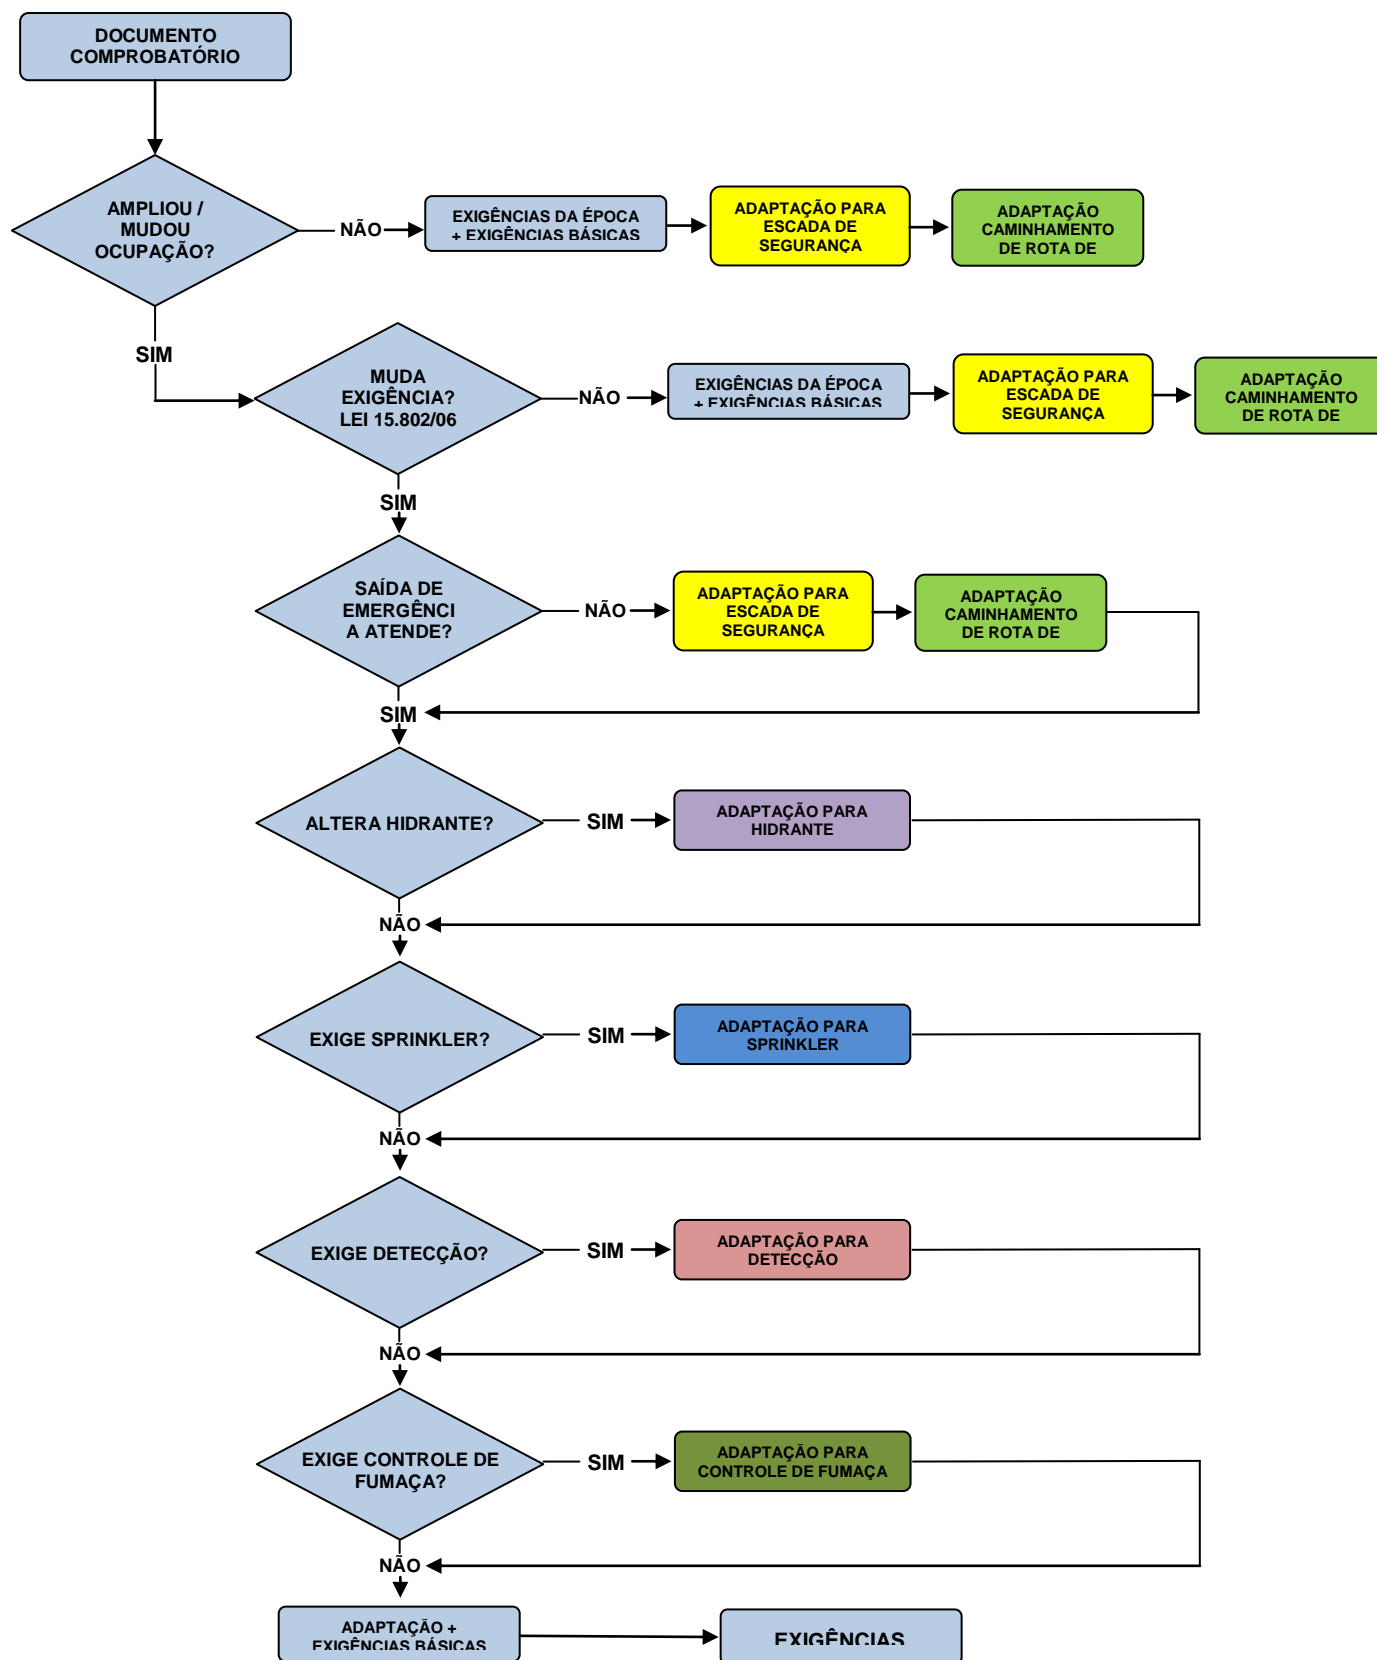 DOCUMENTO
COMPROBATÓRIO
AMPLIOU /
MUDOU
OCUPAÇÃO?
NÃO
EXIGÊNCIAS DA ÉPOCA
+ EXIGÊNCIAS BÁSICAS
ADAPTAÇÃO PARA
ESCADA DE
SEGURANÇA
ADAPTAÇÃO
CAMINHAMENTO
DE ROTA DE
SIM
MUDA
EXIGÊNCIA?
LEI 15.802/06
NÃO
EXIGÊNCIAS DA ÉPOCA
+ EXIGÊNCIAS BÁSICAS
ADAPTAÇÃO PARA
ESCADA DE
SEGURANÇA
ADAPTAÇÃO
CAMINHAMENTO
DE ROTA DE
SIM
SAÍDA DE
EMERGÊNCI
A ATENDE?
NÃO
ADAPTAÇÃO PARA
ESCADA DE
SEGURANÇA
ADAPTAÇÃO
CAMINHAMENTO
DE ROTA DE
SIM
ALTERA HIDRANTE?
SIM
ADAPTAÇÃO PARA
HIDRANTE
NÃO
EXIGE SPRINKLER?
SIM
ADAPTAÇÃO PARA
SPRINKLER
NÃO
EXIGE DETECÇÃO?
SIM
ADAPTAÇÃO PARA
DETECÇÃO
NÃO
EXIGE CONTROLE DE
FUMAÇA?
SIM
ADAPTAÇÃO PARA
CONTROLE DE FUMAÇA
NÃO
ADAPTAÇÃO +
EXIGÊNCIAS BÁSICAS
EXIGÊNCIAS